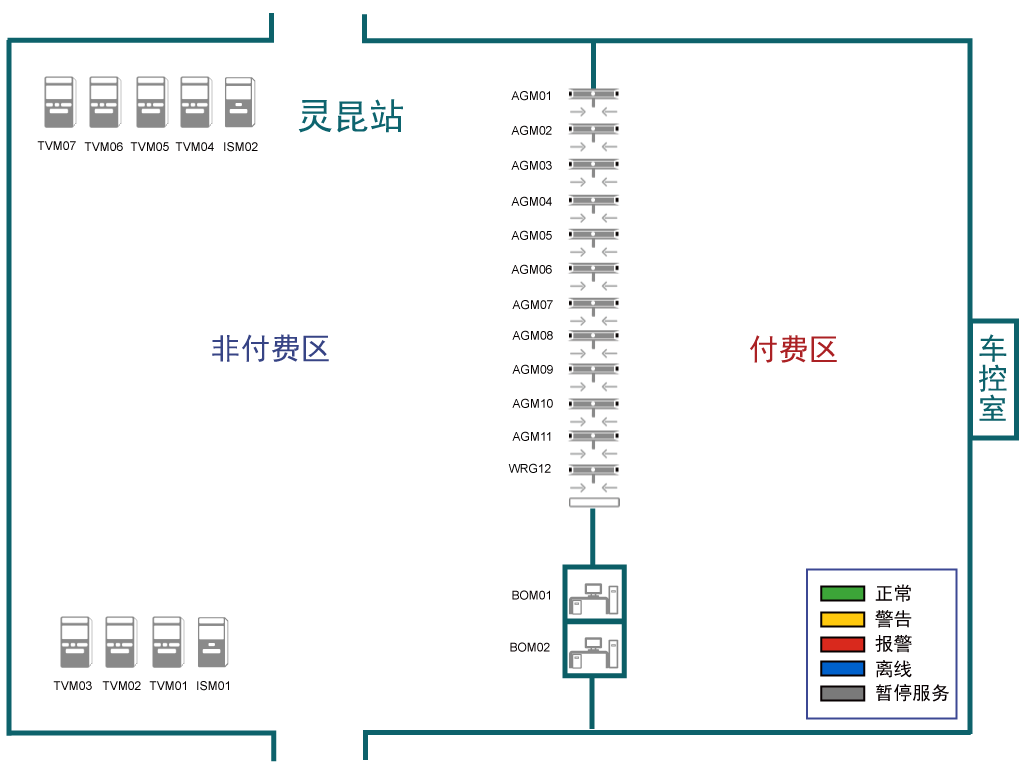 灵昆站
TVM07 TVM06 TVM05 TVM04 ISM02
AGM01
AGM02
AGM03
AGM04
AGM05
AGM06
AGM07
AGM08
AGM09
AGM10
AGM11
WRG12
非付费区
付费区
车控室
BOM01
BOM02
TVM03 TVM02 TVM01 ISM01
正常
警告
报警
离线
暂停服务